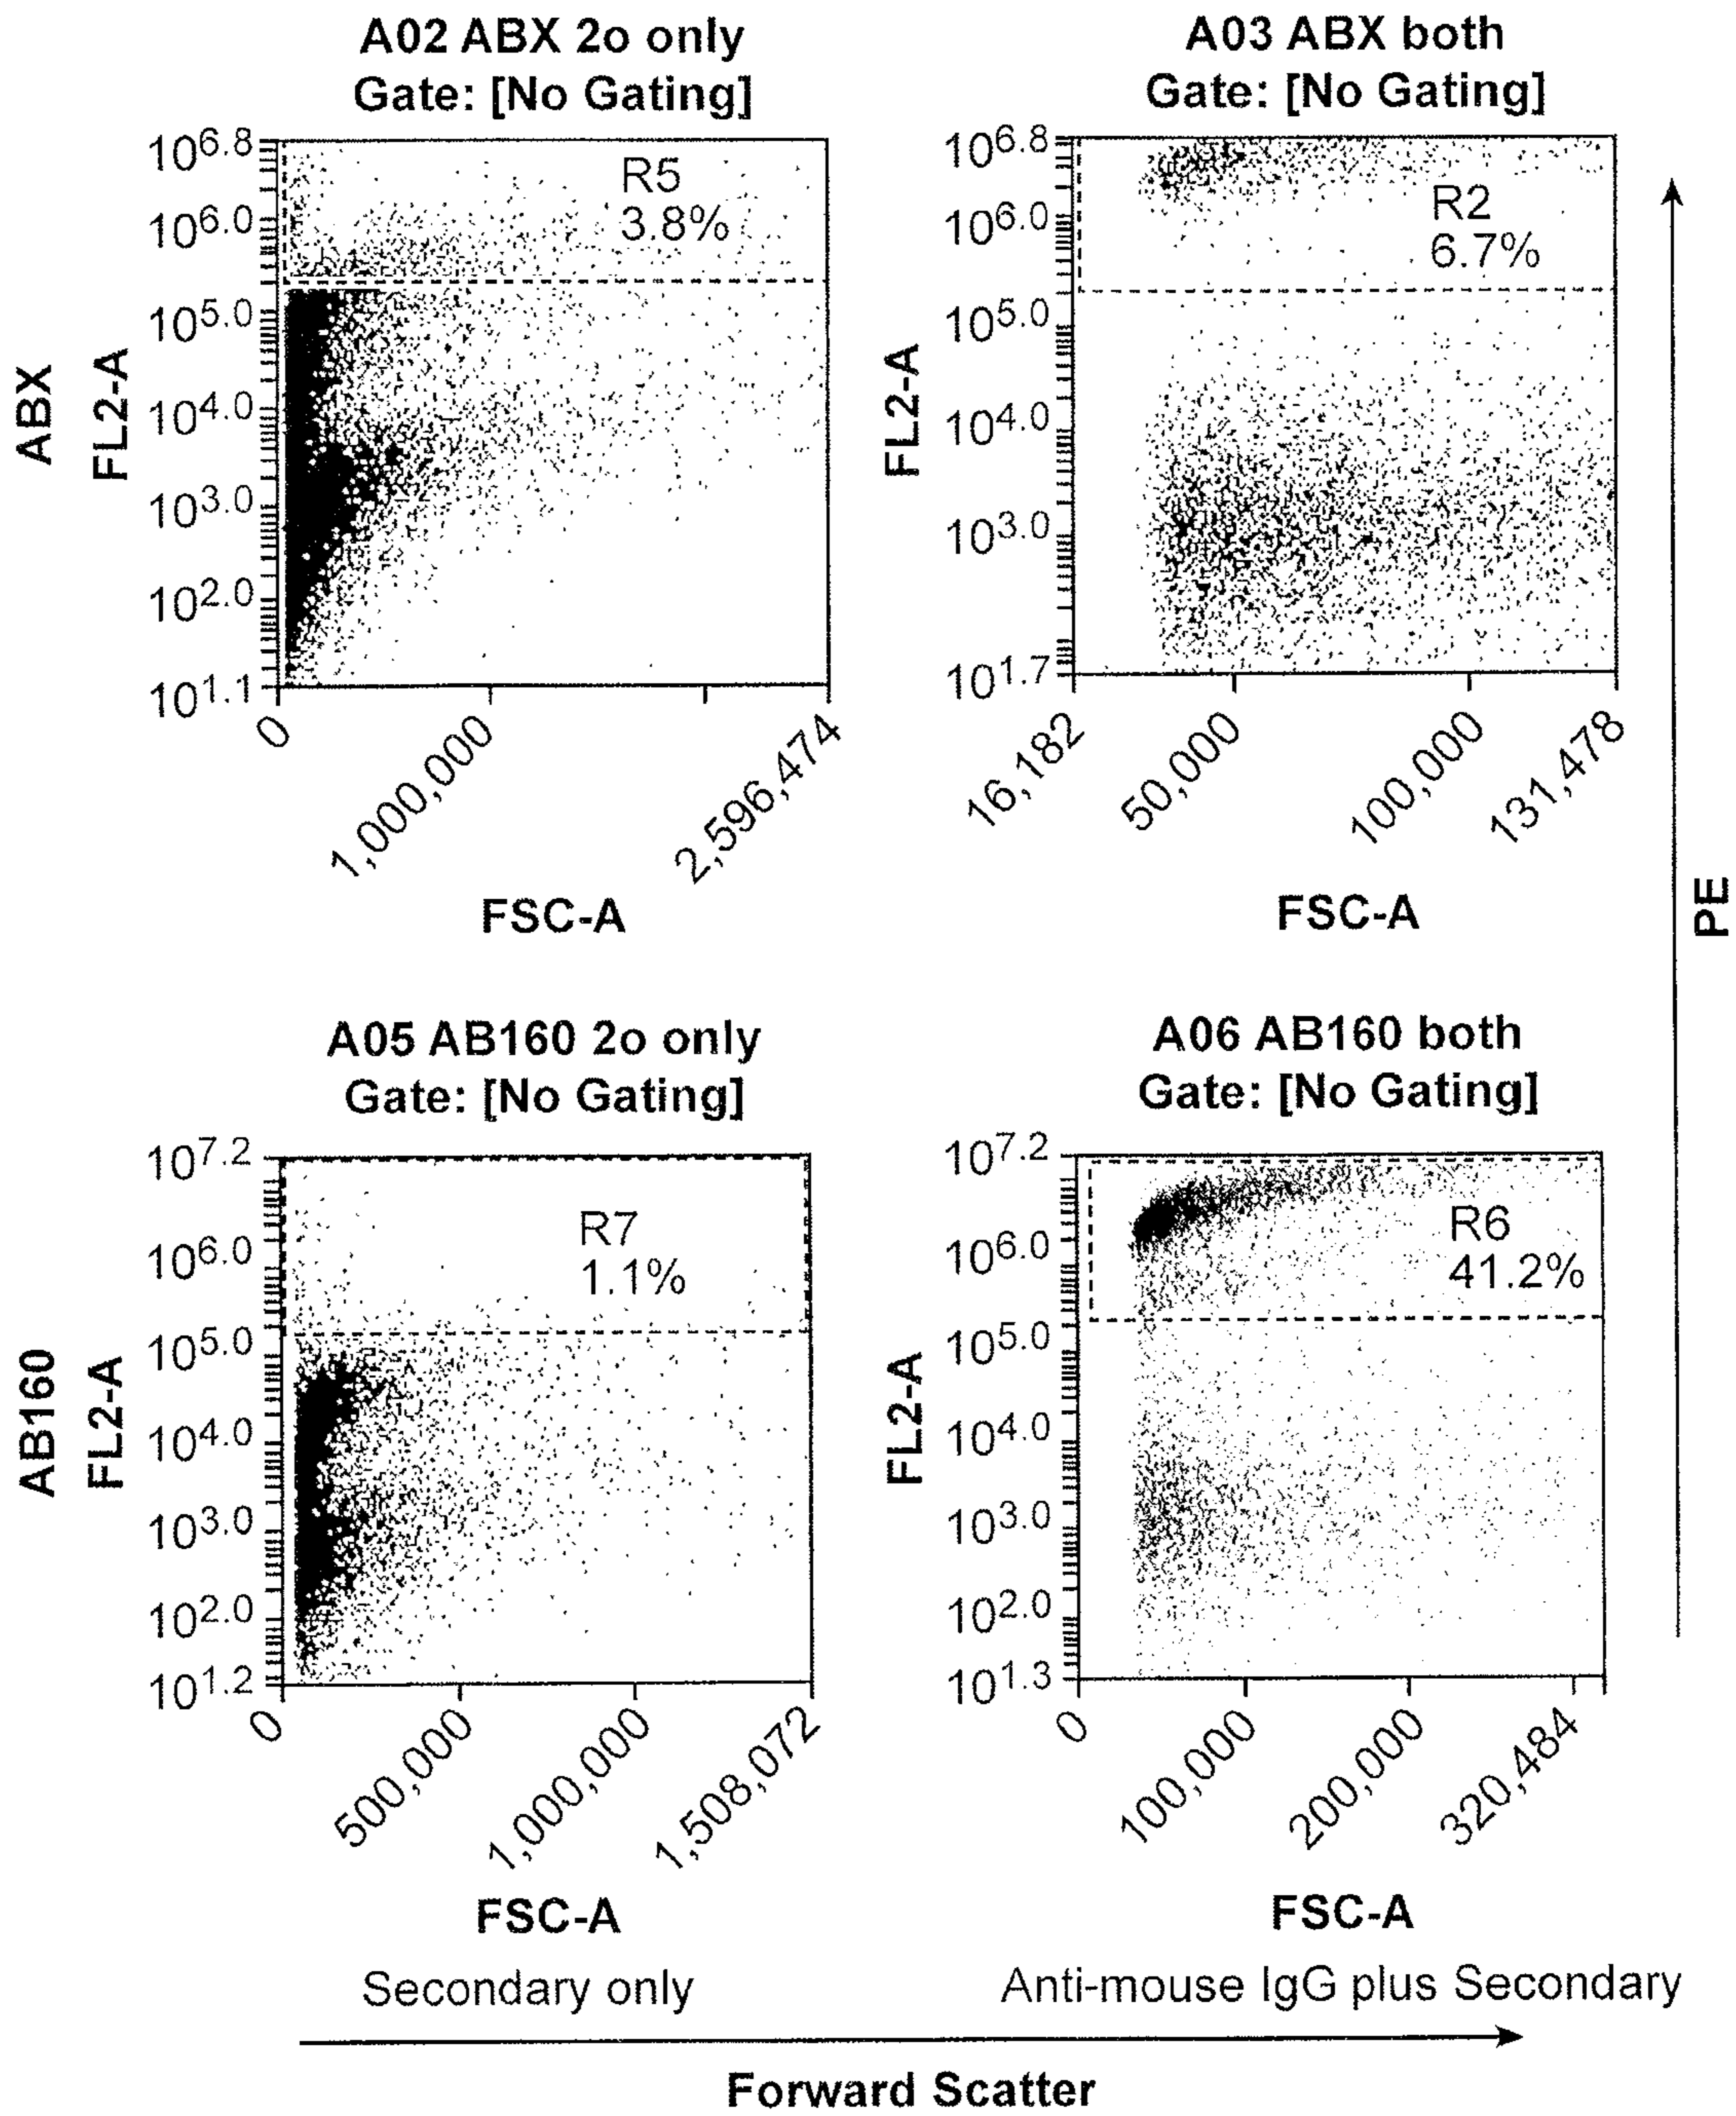 A02 ABX 2o only
Gate: [No Gating]
ABX
FL2-A
10^6.8
10^6.0
10^5.0
10^4.0
10^3.0
10^2.0
10^1.1
R5
3.8%
0
1,000,000
2,596,474
FSC-A
A03 ABX both
Gate: [No Gating]
FL2-A
10^6.8
10^6.0
10^5.0
10^4.0
10^3.0
10^1.7
R2
6.7%
16,182
50,000
100,000
131,478
FSC-A
PE
A05 AB160 2o only
Gate: [No Gating]
AB160
FL2-A
10^7.2
10^6.0
10^5.0
10^4.0
10^3.0
10^2.0
10^1.2
R7
1.1%
0
500,000
1,000,000
1,508,072
FSC-A
Secondary only
A06 AB160 both
Gate: [No Gating]
FL2-A
10^7.2
10^6.0
10^5.0
10^4.0
10^3.0
10^2.0
10^1.3
R6
41.2%
0
100,000
200,000
320,484
FSC-A
Anti-mouse IgG plus Secondary
Forward Scatter